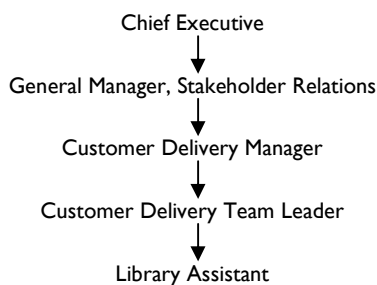 Chief Executive
General Manager, Stakeholder Relations
Customer Delivery Manager
Customer Delivery Team Leader
Library Assistant